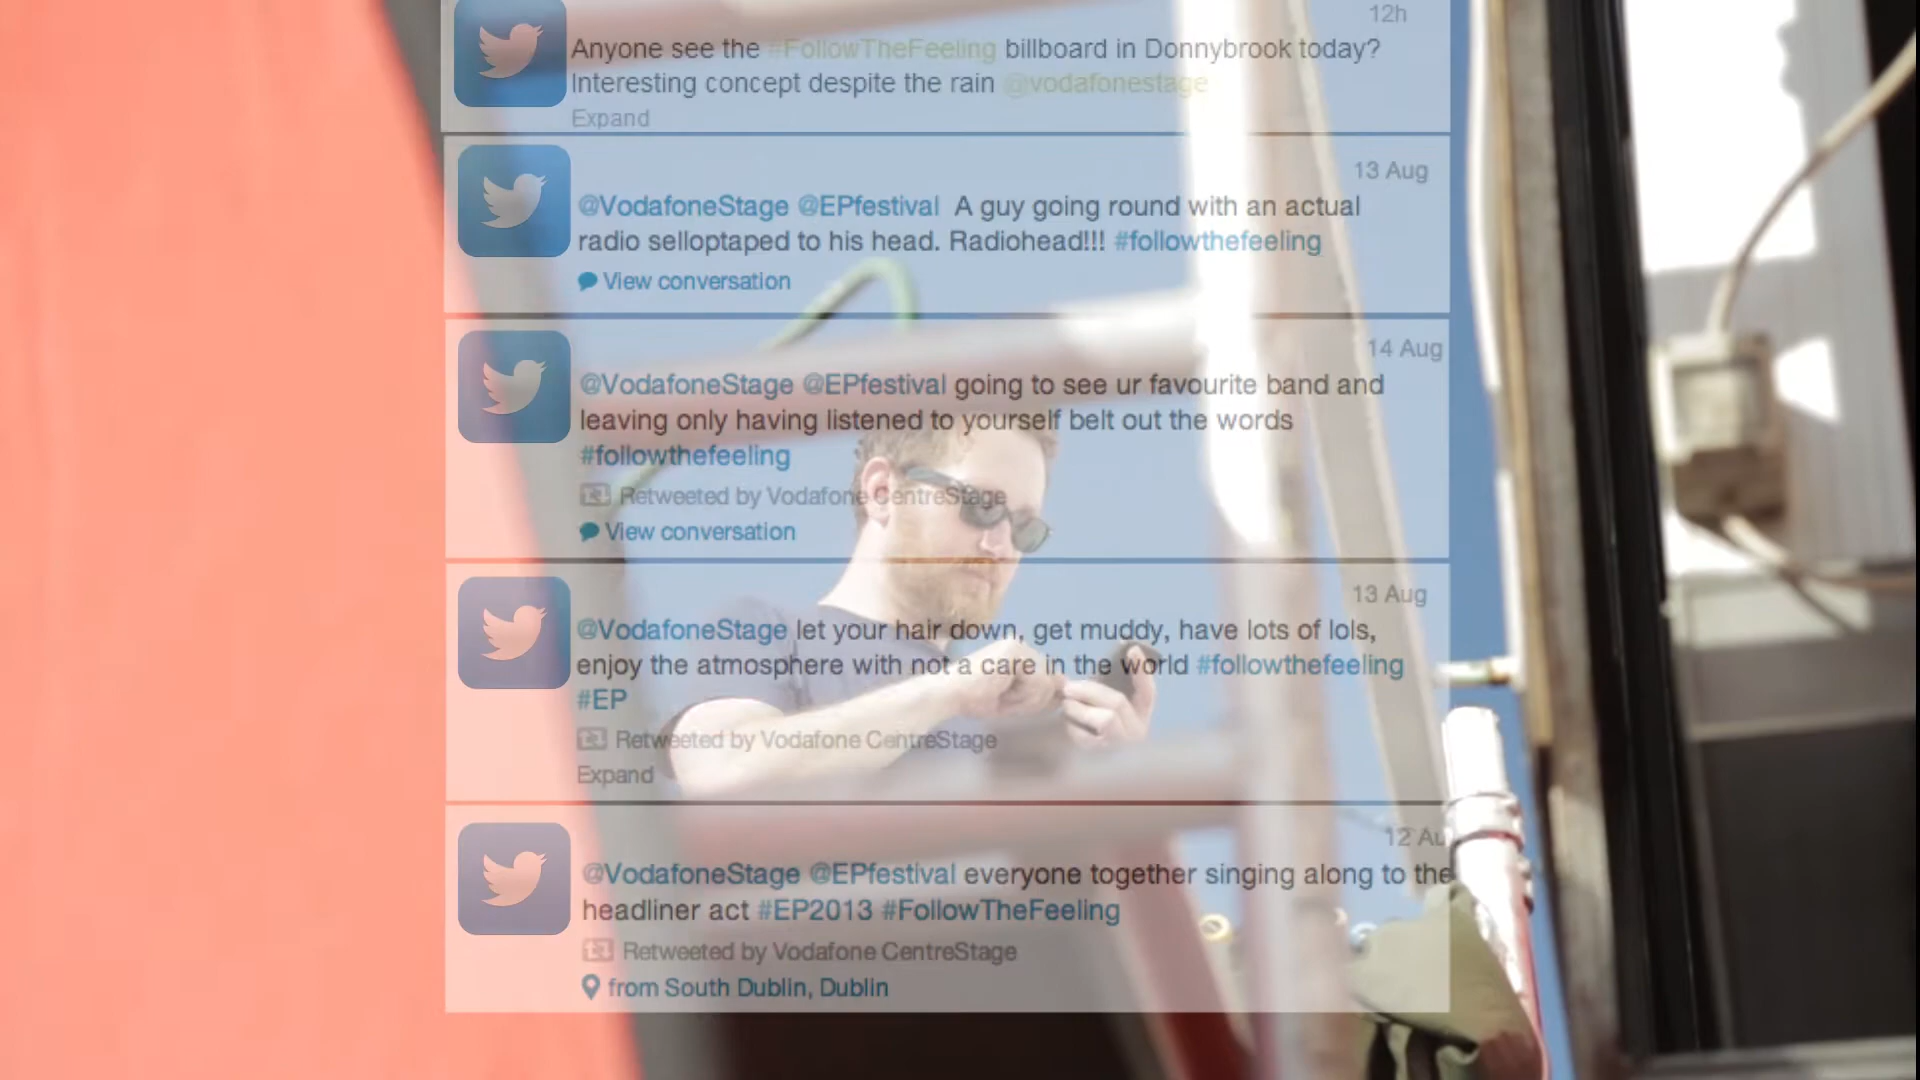 12h
Anyone see the #FollowTheFeeling billboard in Donnybrook today?
Interesting concept despite the rain @vodafonestage
Expand
13 Aug
@VodafoneStage @EPfestival A guy going round with an actual
radio selloptaped to his head. Radiohead!!! #followthefeeling
View conversation
14 Aug
@VodafoneStage @EPfestival going to see ur favourite band and
leaving only having listened to yourself belt out the words
#followthefeeling
Retweeted by Vodafone CentreStage
View conversation
13 Aug
@VodafoneStage let your hair down, get muddy, have lots of lols,
enjoy the atmosphere with not a care in the world #followthefeeling
#EP
Retweeted by Vodafone CentreStage
Expand
12 Au
@VodafoneStage @EPfestival everyone together singing along to the
headliner act #EP2013 #FollowTheFeeling
Retweeted by Vodafone CentreStage
from South Dublin, Dublin